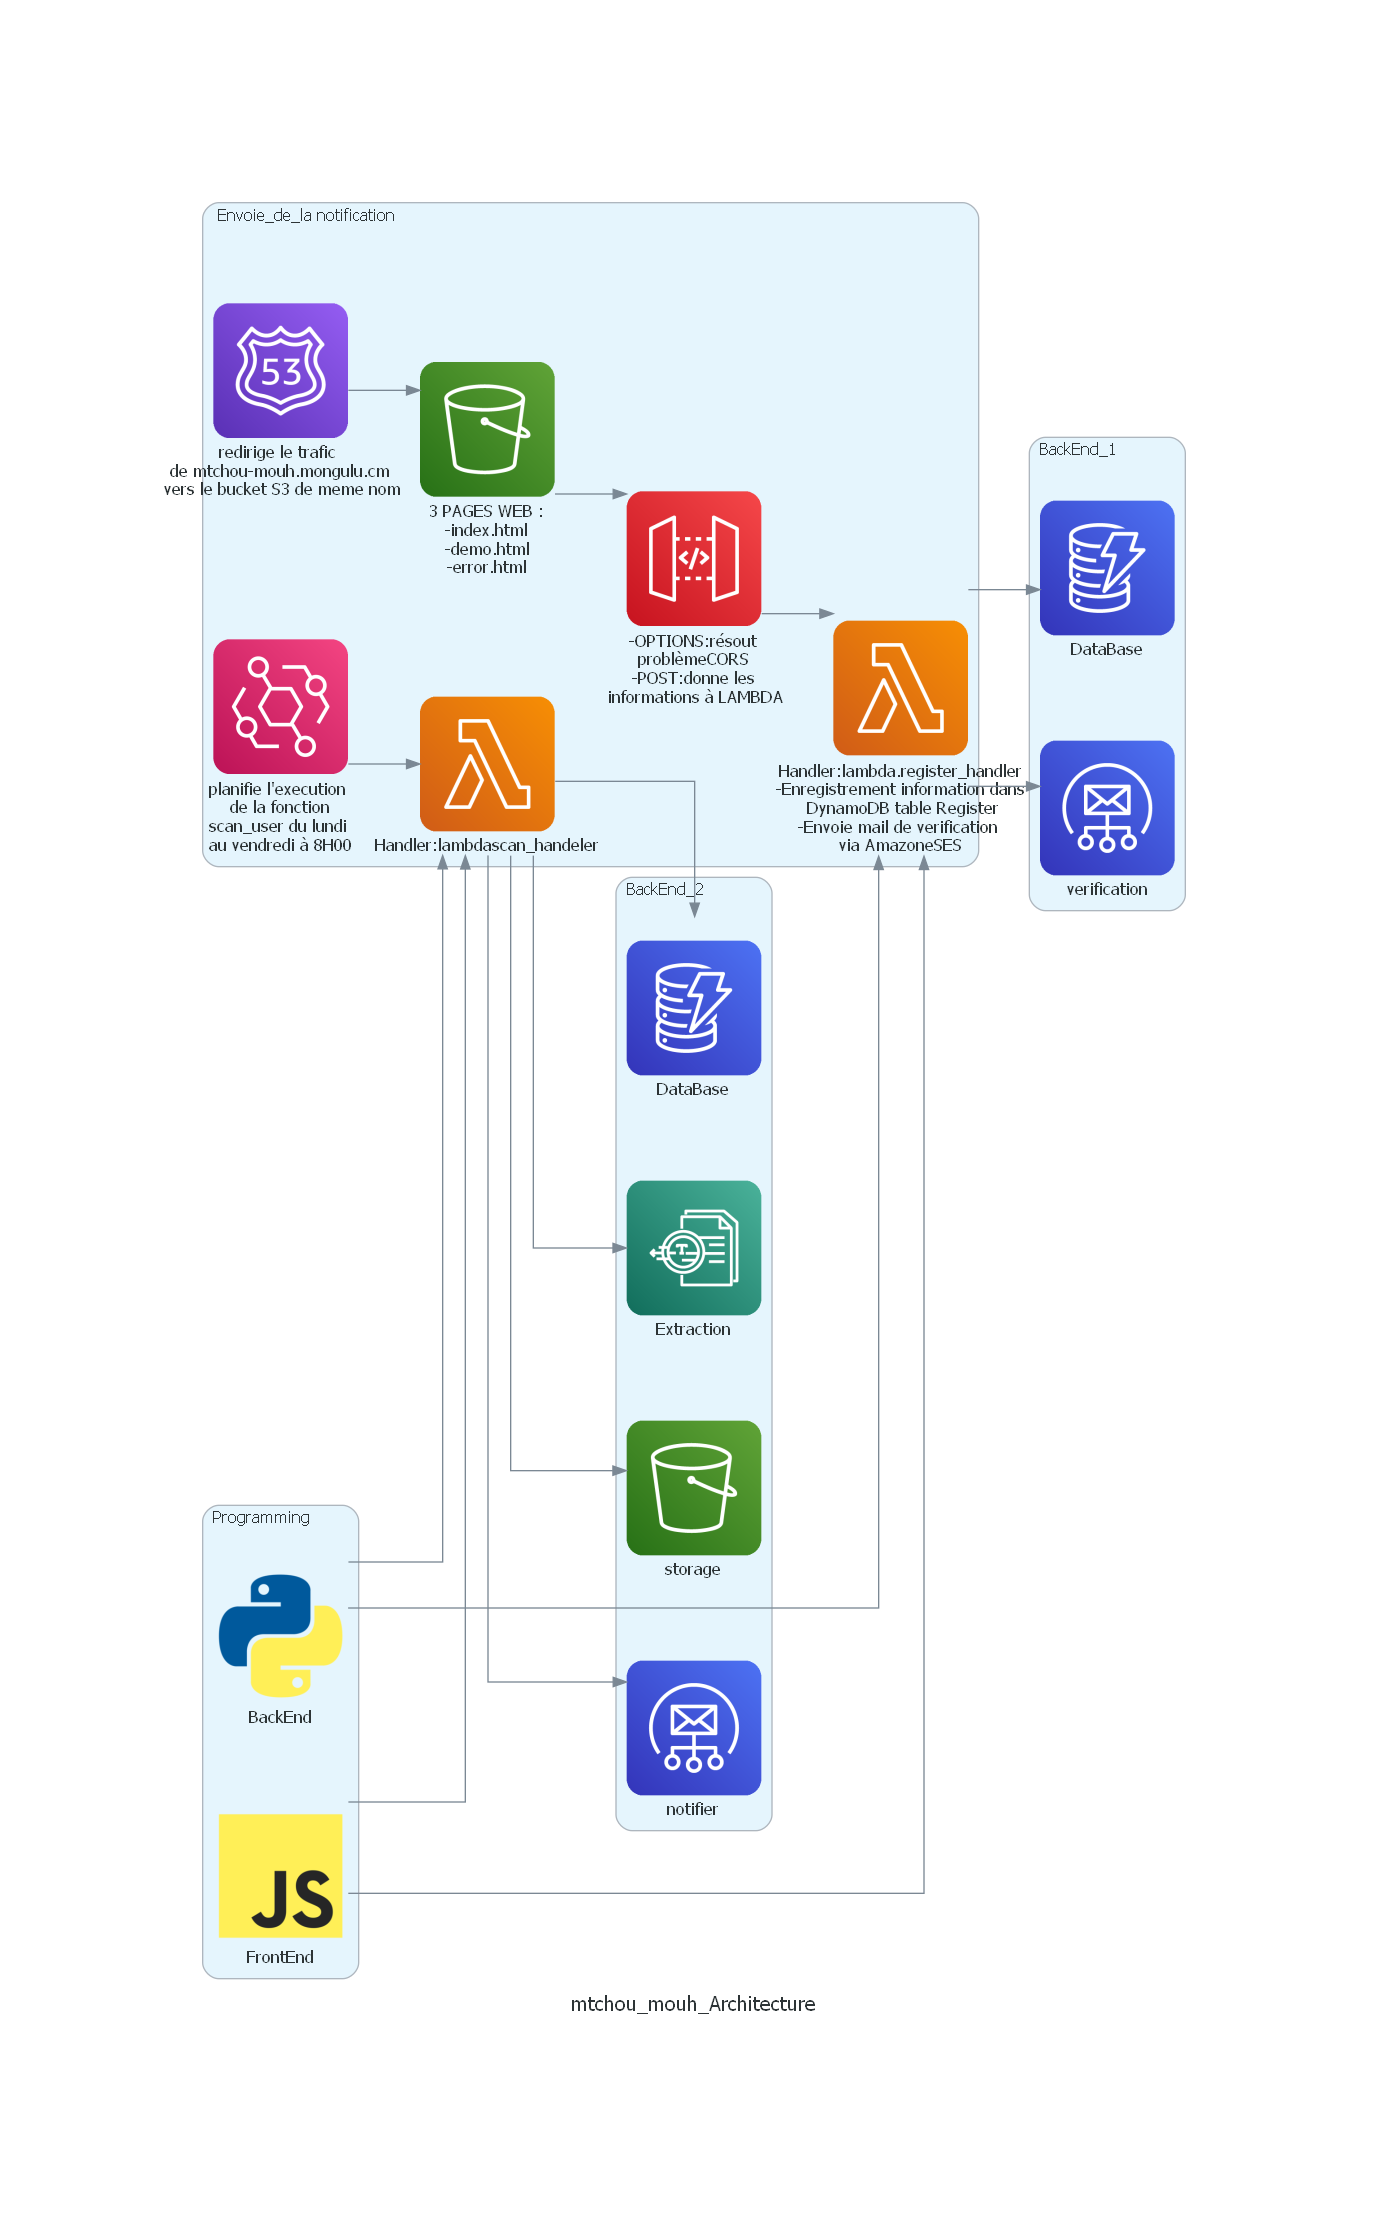 Envoie_de_la notification
53
redirige le trafic
de mtchou-mouh.mongulu.cm
vers le bucket S3 de meme nom
3 PAGES WEB :
-index.html
-demo.html
-error.html
</>
-OPTIONS:résout
problèmeCORS
-POST:donne les
informations à LAMBDA
Handler:lambda.register_handler
-Enregistrement information dans
DynamoDB table Register
-Envoie mail de verification
via AmazoneSES
planifie l'execution
de la fonction
scan_user du lundi
au vendredi à 8H00
Handler:lambdascan_handeler
BackEnd_1
DataBase
verification
BackEnd_2
DataBase
T
Extraction
storage
notifier
Programming
BackEnd
JS
FrontEnd
mtchou_mouh_Architecture